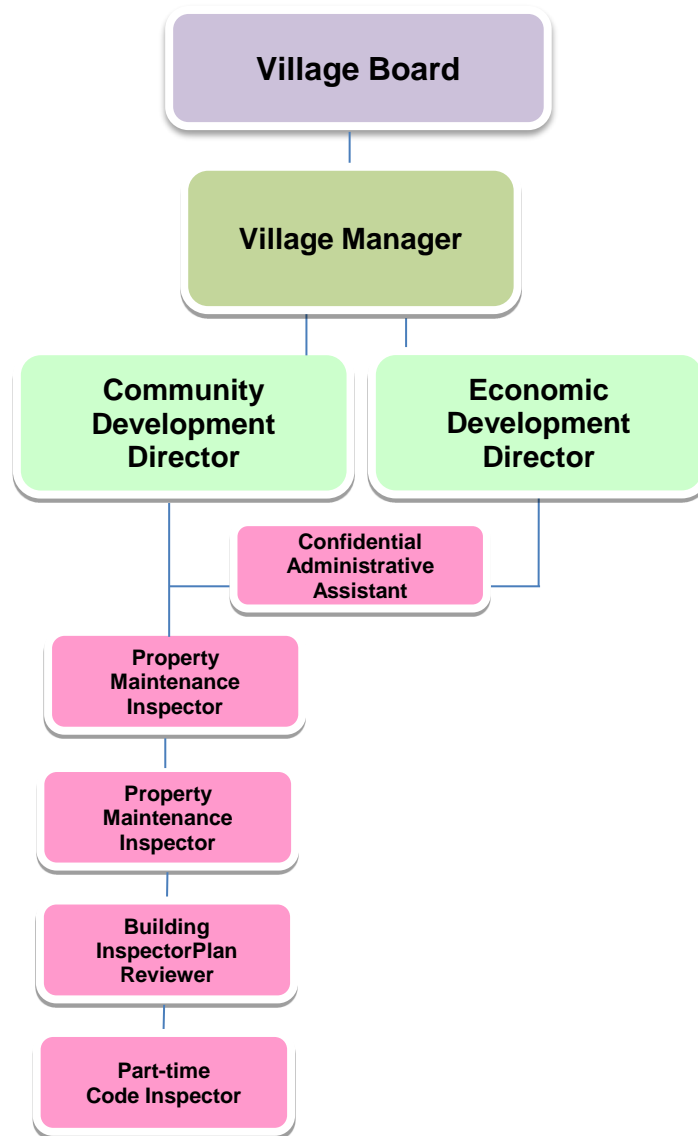 Village Board
Village Manager
Community
Development
Director
Economic
Development
Director
Confidential
Administrative
Assistant
Property
Maintenance
Inspector
Property
Maintenance
Inspector
Building
InspectorPlan
Reviewer
Part-time
Code Inspector